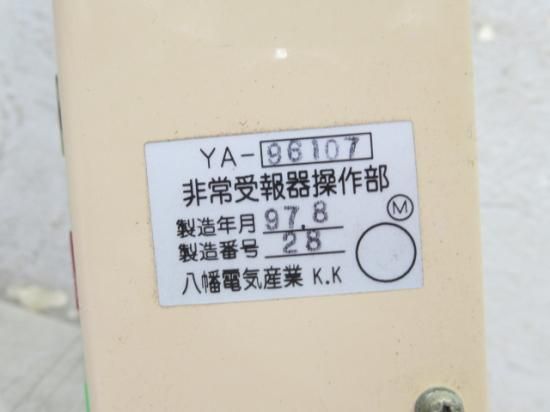 YA-96107
非常受報器操作部
製造年月 97.8
製造番号 28
Ⓜ
八幡電気産業 K.K